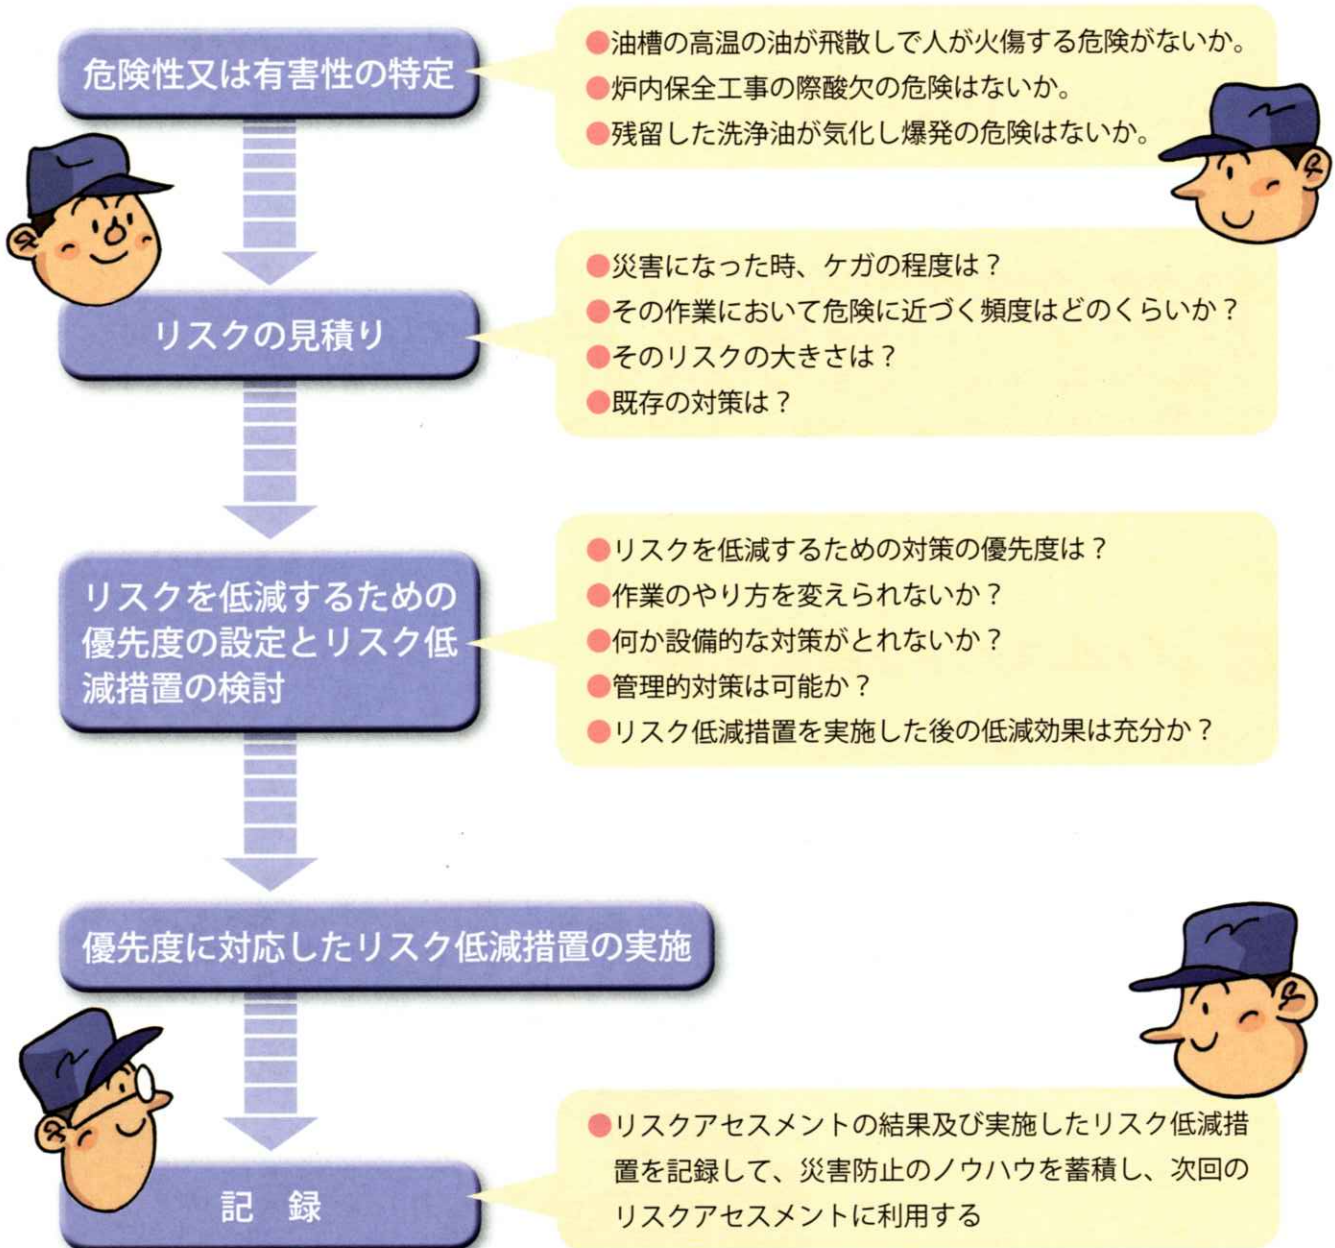 危険性又は有害性の特定
●油槽の高温の油が飛散しで人が火傷する危険がないか。
●炉内保全工事の際酸欠の危険はないか。
●残留した洗浄油が気化し爆発の危険はないか。
リスクの見積り
●災害になった時、ケガの程度は？
●その作業において危険に近づく頻度はどのくらいか？
●そのリスクの大きさは？
●既存の対策は？
リスクを低減するための
優先度の設定とリスク低
減措置の検討
●リスクを低減するための対策の優先度は？
●作業のやり方を変えられないか？
●何か設備的な対策がとれないか？
●管理的対策は可能か？
●リスク低減措置を実施した後の低減効果は充分か？
優先度に対応したリスク低減措置の実施
記　録
●リスクアセスメントの結果及び実施したリスク低減措
置を記録して、災害防止のノウハウを蓄積し、次回の
リスクアセスメントに利用する